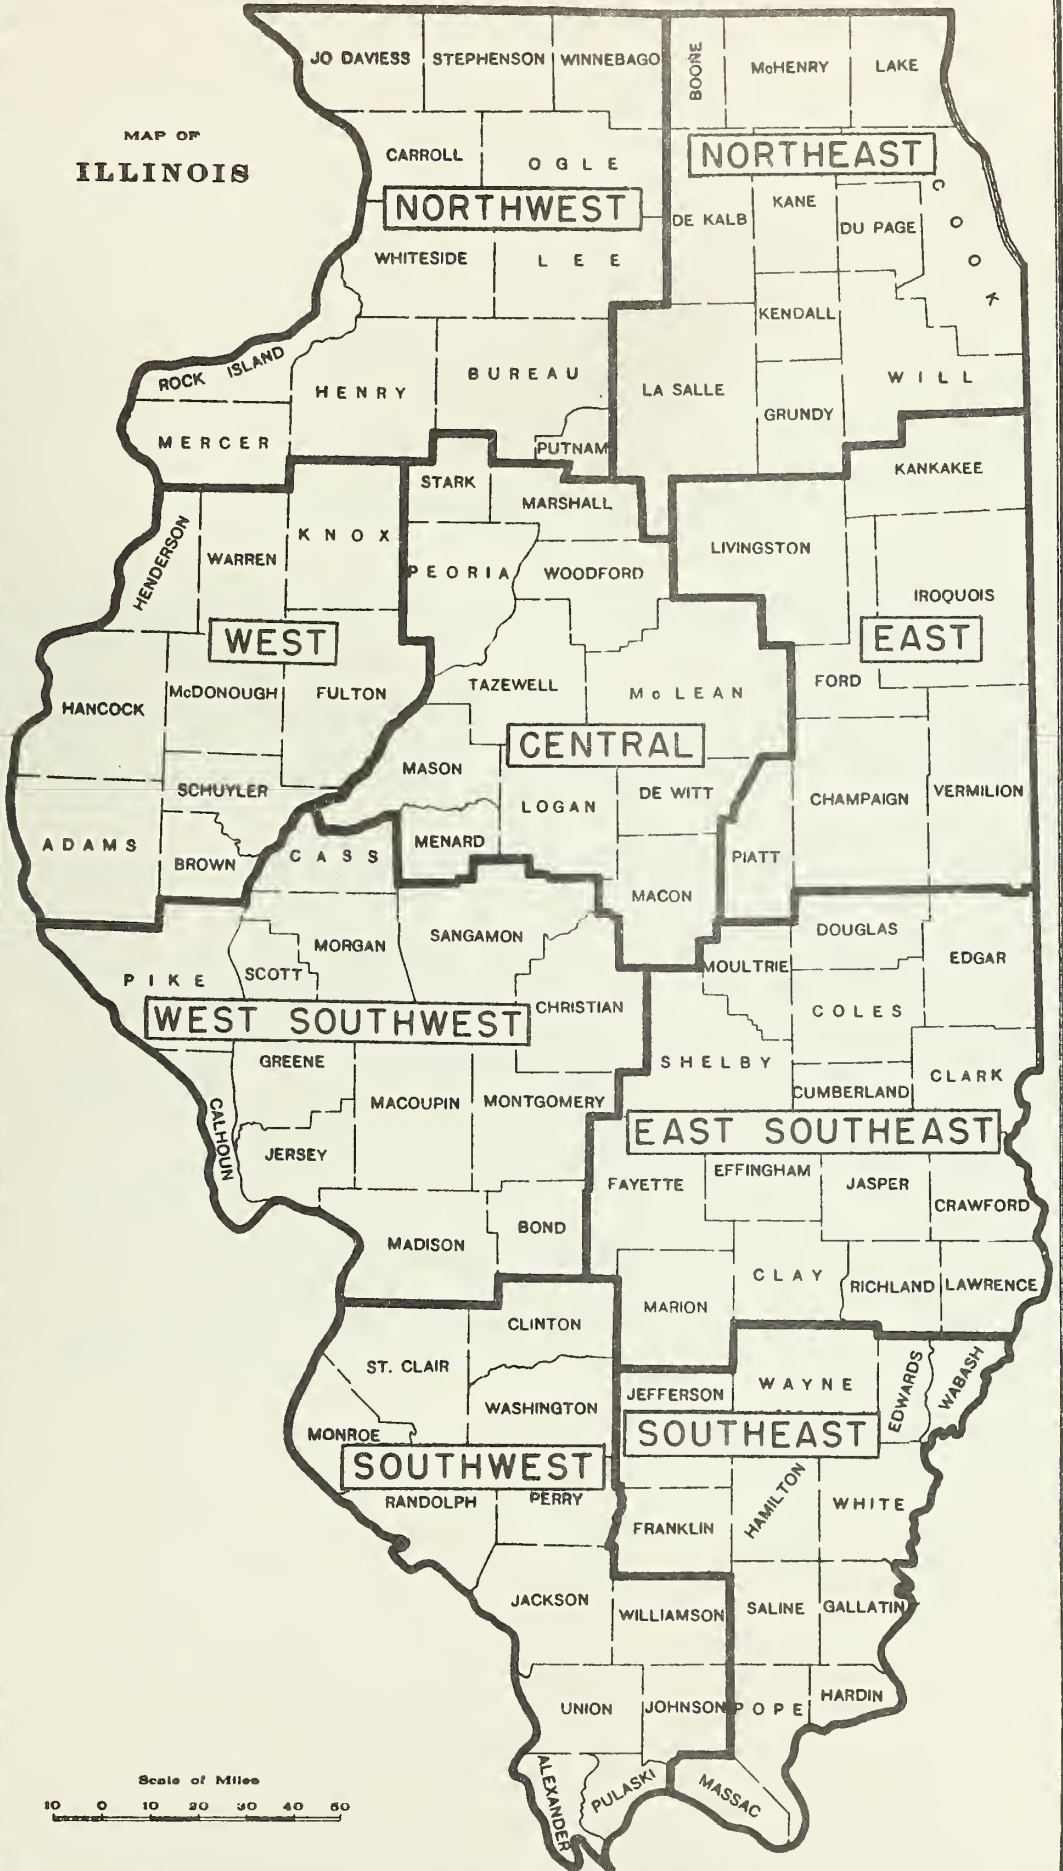 JO DAVIESS
STEPHENSON
WINNEBAGO
BOONE
McHENRY
LAKE
MAP OF
ILLINOIS
CARROLL
OGLE
NORTHEAST
NORTHWEST
DE KALB
KANE
DU PAGE
COOK
WHITESIDE
LEE
KENDALL
ROCK ISLAND
HENRY
BUREAU
LA SALLE
WILL
GRUNDY
MERCER
PUTNAM
KANKAKEE
STARK
MARSHALL
KNOX
HENDERSON
WARREN
PEORIA
WOODFORD
LIVINGSTON
IROQUOIS
WEST
EAST
HANCOCK
McDONOUGH
FULTON
TAZEWELL
McLEAN
FORD
CENTRAL
MASON
SCHUYLER
LOGAN
DE WITT
CHAMPAIGN
VERMILION
ADAMS
BROWN
CASS
MENARD
PIATT
MACON
SANGAMON
DOUGLAS
MORGAN
SCOTT
PIKE
MOULTRIE
EDGAR
CHRISTIAN
COLES
WEST SOUTHWEST
GREENE
SHELBY
CLARK
CUMBERLAND
MACOUPIN
MONTGOMERY
CALHOUN
EAST SOUTHEAST
JERSEY
FAYETTE
EFFINGHAM
JASPER
CRAWFORD
MADISON
BOND
CLAY
RICHLAND
LAWRENCE
MARION
CLINTON
ST. CLAIR
JEFFERSON
WAYNE
EDWARDS
WABASH
WASHINGTON
MONROE
SOUTHEAST
SOUTHWEST
RANDOLPH
PERRY
FRANKLIN
HAMILTON
WHITE
JACKSON
WILLIAMSON
SALINE
GALLATIN
UNION
JOHNSON
POPE
HARDIN
ALEXANDER
PULASKI
MASSAC
Scale of Miles
10 0 10 20 30 40 50